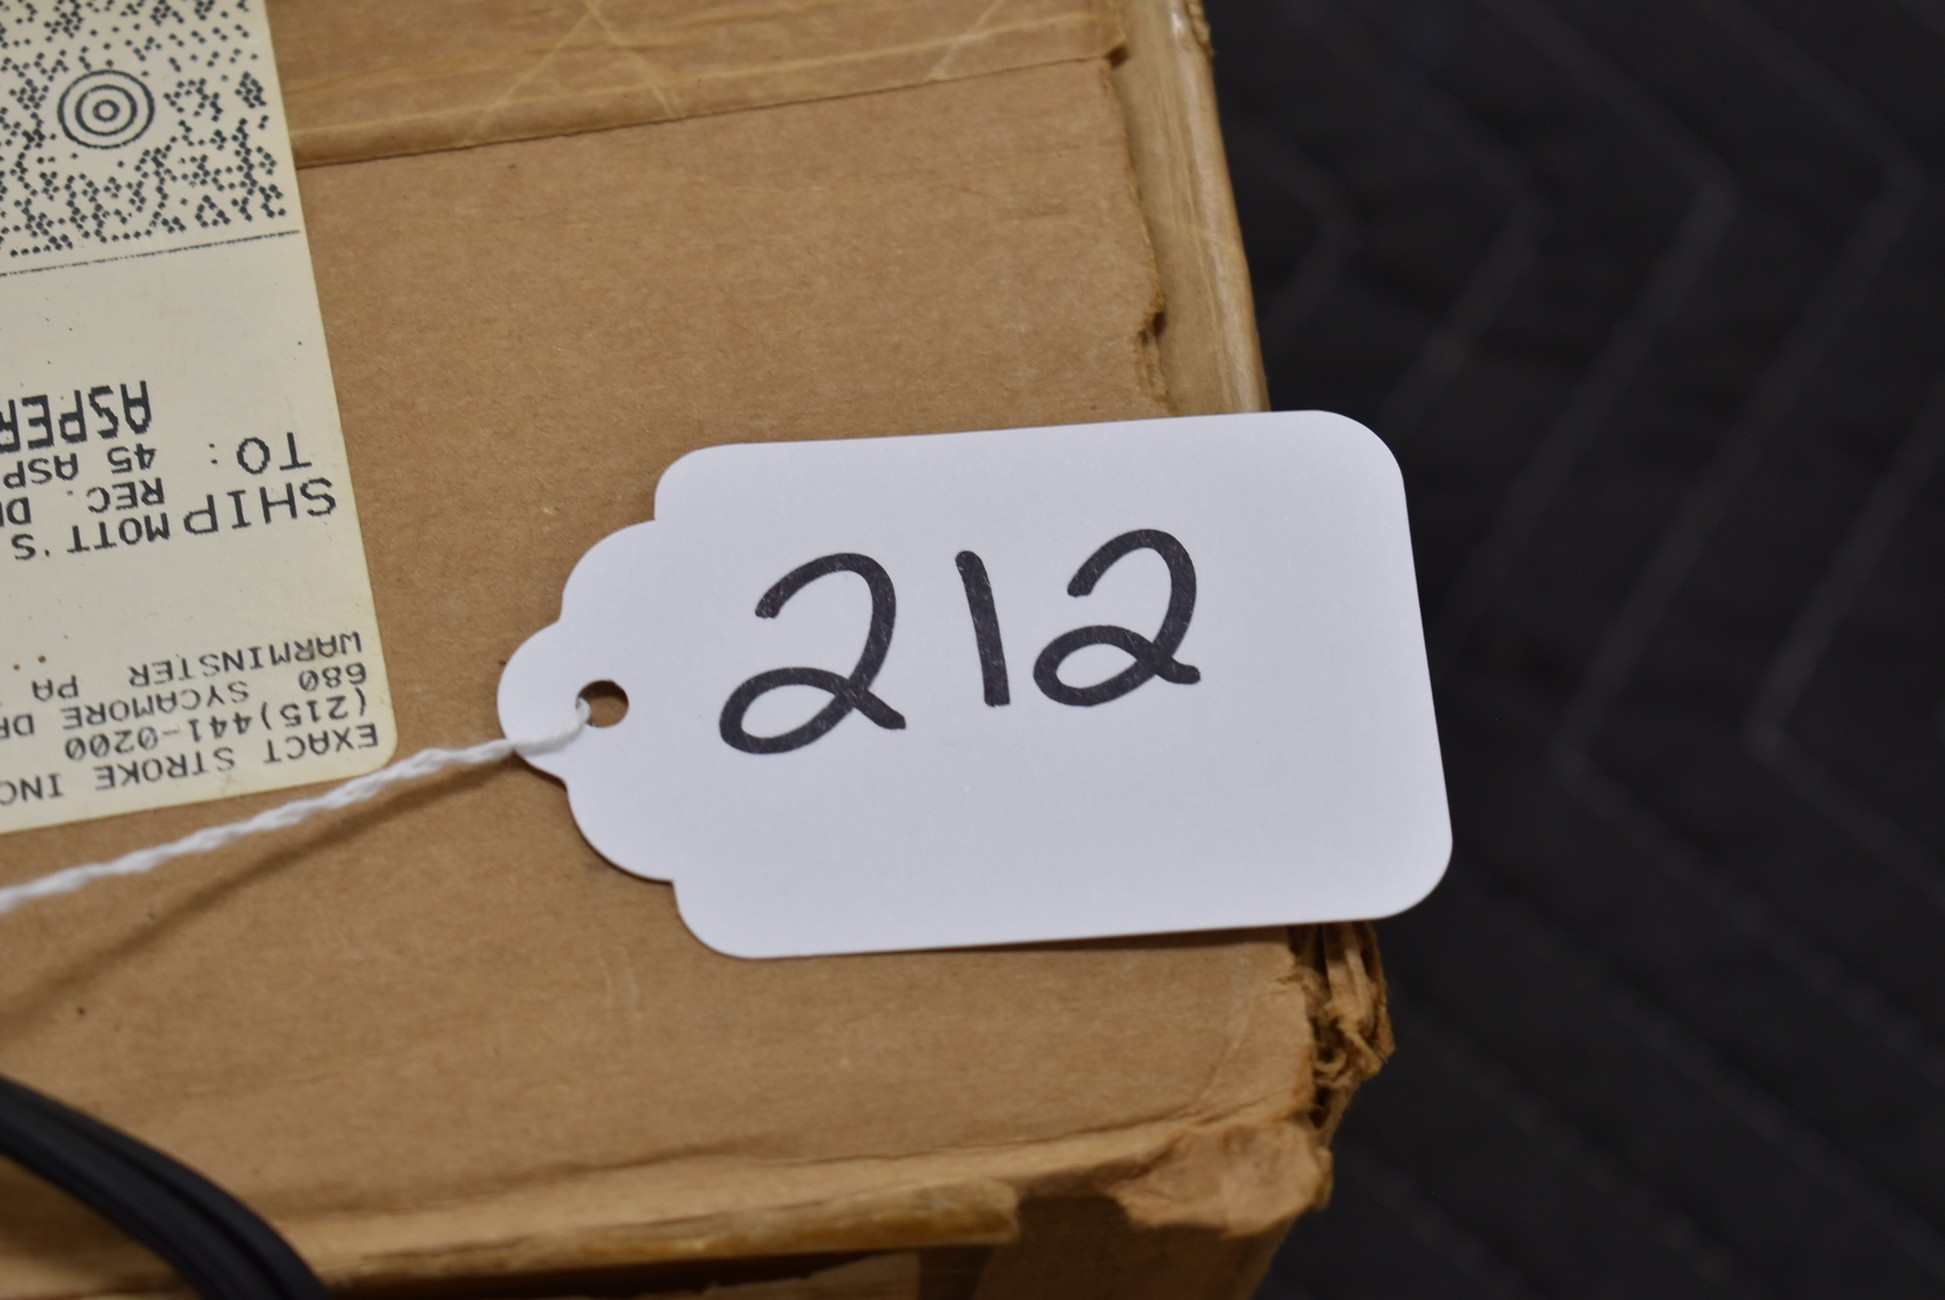 212
EXACT STROKE INC
(215)441-0200
680 SYCAMORE DR
WARMINSTER PA
SHIP
TO:
MOTT'S
REC.
45 ASP
ASPER